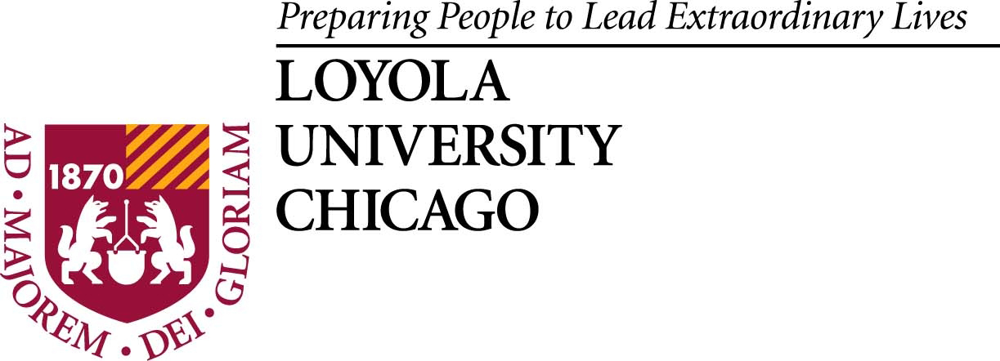 Preparing People to Lead Extraordinary Lives
LOYOLA
UNIVERSITY
CHICAGO
1870
AD • MAJOREM • DEI • GLORIAM